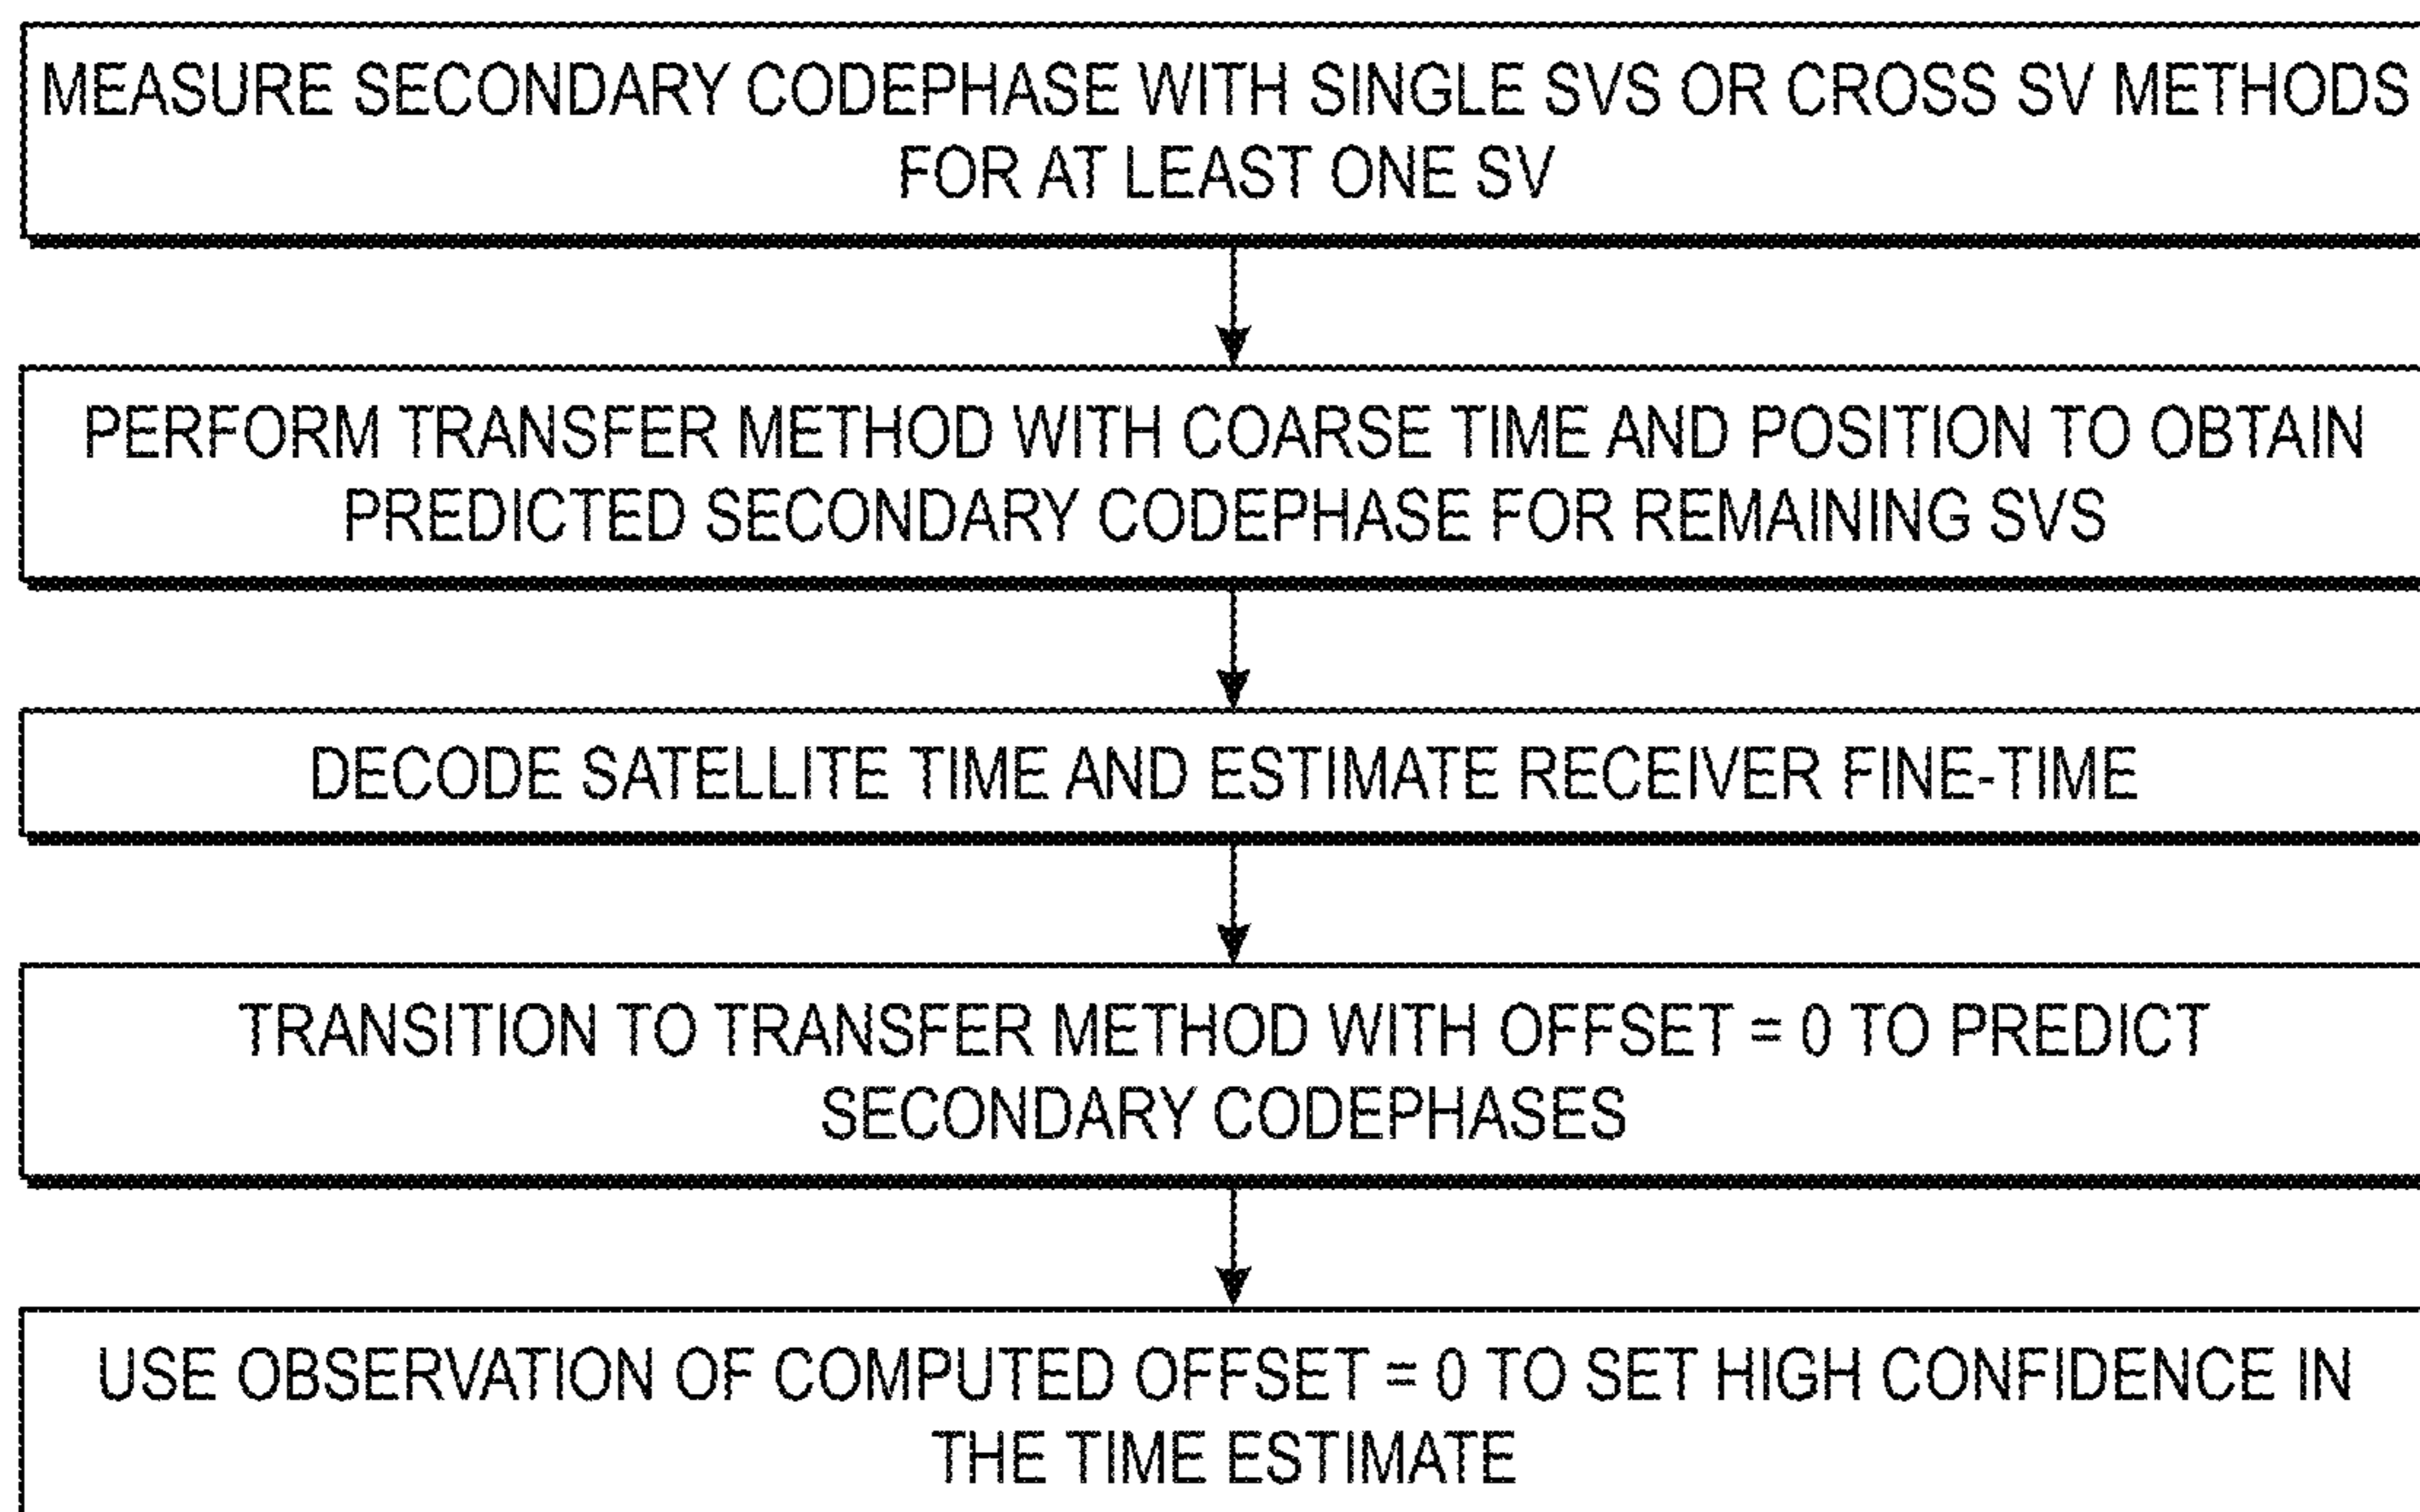 MEASURE SECONDARY CODEPHASE WITH SINGLE SVS OR CROSS SV METHODS
FOR AT LEAST ONE SV
PERFORM TRANSFER METHOD WITH COARSE TIME AND POSITION TO OBTAIN
PREDICTED SECONDARY CODEPHASE FOR REMAINING SVS
DECODE SATELLITE TIME AND ESTIMATE RECEIVER FINE-TIME
TRANSITION TO TRANSFER METHOD WITH OFFSET = 0 TO PREDICT
SECONDARY CODEPHASES
USE OBSERVATION OF COMPUTED OFFSET = 0 TO SET HIGH CONFIDENCE IN
THE TIME ESTIMATE